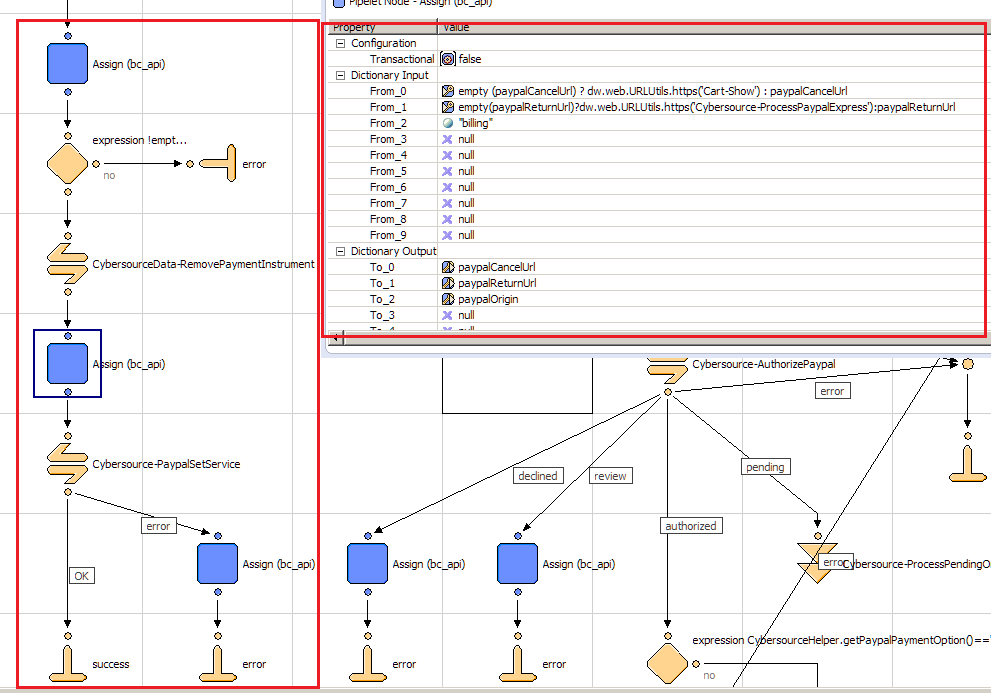 Pipelet Node - Assign (bc_api)
Property Value
Configuration
Transactional false
Dictionary Input
From_0 empty (paypalCancelUrl) ? dw.web.URLUtils.https('Cart-Show') : paypalCancelUrl
From_1 empty(paypalReturnUrl)?dw.web.URLUtils.https('Cybersource-ProcessPaypalExpress'):paypalReturnUrl
From_2 "billing"
From_3 null
From_4 null
From_5 null
From_6 null
From_7 null
From_8 null
From_9 null
Dictionary Output
To_0 paypalCancelUrl
To_1 paypalReturnUrl
To_2 paypalOrigin
To_3 null
Assign (bc_api)
expression !empt...
no
error
CybersourceData-RemovePaymentInstrument
Assign (bc_api)
Cybersource-PaypalSetService
error
OK
Assign (bc_api)
success
error
Cybersource-AuthorizePaypal
error
declined
review
pending
authorized
Assign (bc_api)
Assign (bc_api)
error
Cybersource-ProcessPendingO
error
error
expression CybersourceHelper.getPaypalPaymentOption()=='
no